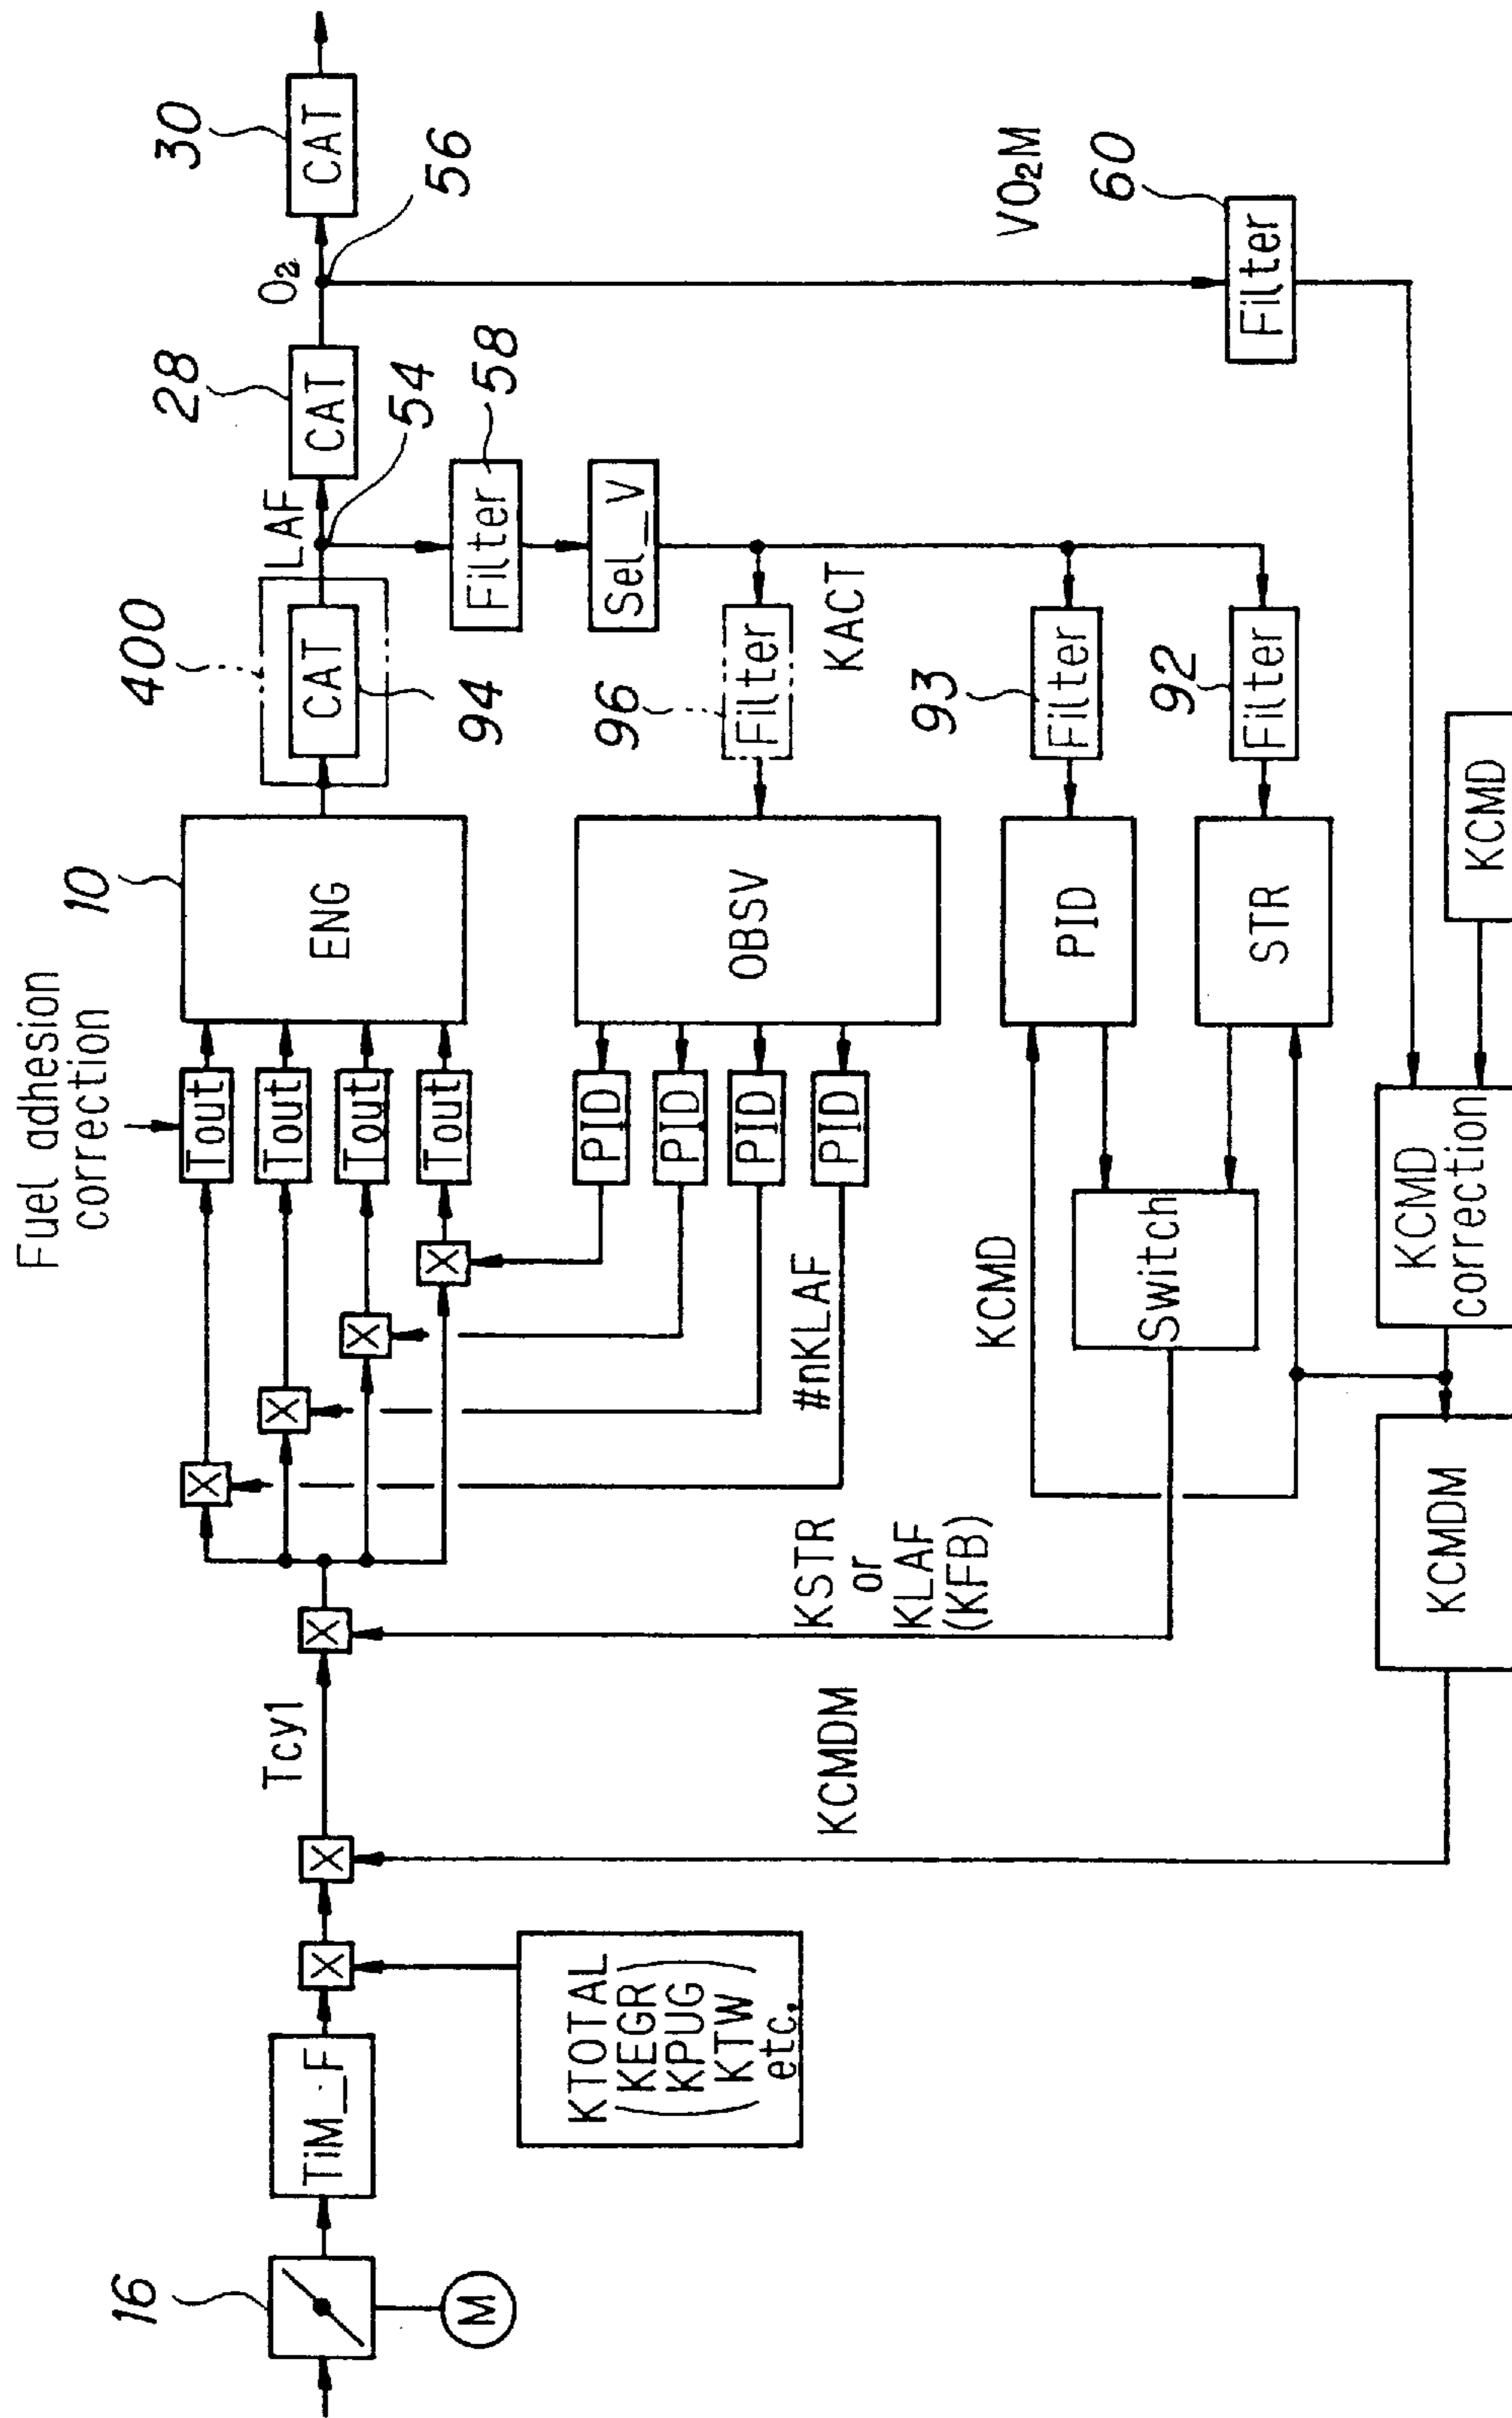 Fuel adhesion
correction
16
M
TiM_F
KTOTAL
KEGR
KPUG
KTW
etc.
X
X
Tcyl
KCMDM
X
KSTR
or
KLAF
(KFB)
X
X
X
X
#nKLAF
Tout
Tout
Tout
Tout
10
ENG
PID
PID
PID
PID
OBSV
400
CAT
94
LAF
54
28
CAT
O2
56
30
CAT
Filter
58
Sel_V
96
Filter
KACT
93
Filter
92
Filter
VO2M
60
Filter
PID
STR
KCMD
Switch
KCMD
KCMD
correction
KCMDM